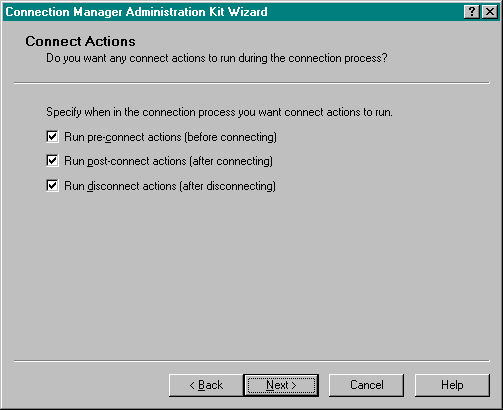 Connection Manager Administration Kit Wizard
Connect Actions
Do you want any connect actions to run during the connection process?
Specify when in the connection process you want connect actions to run.
Run pre-connect actions (before connecting)
Run post-connect actions (after connecting)
Run disconnect actions (after disconnecting)
< Back Next > Cancel Help